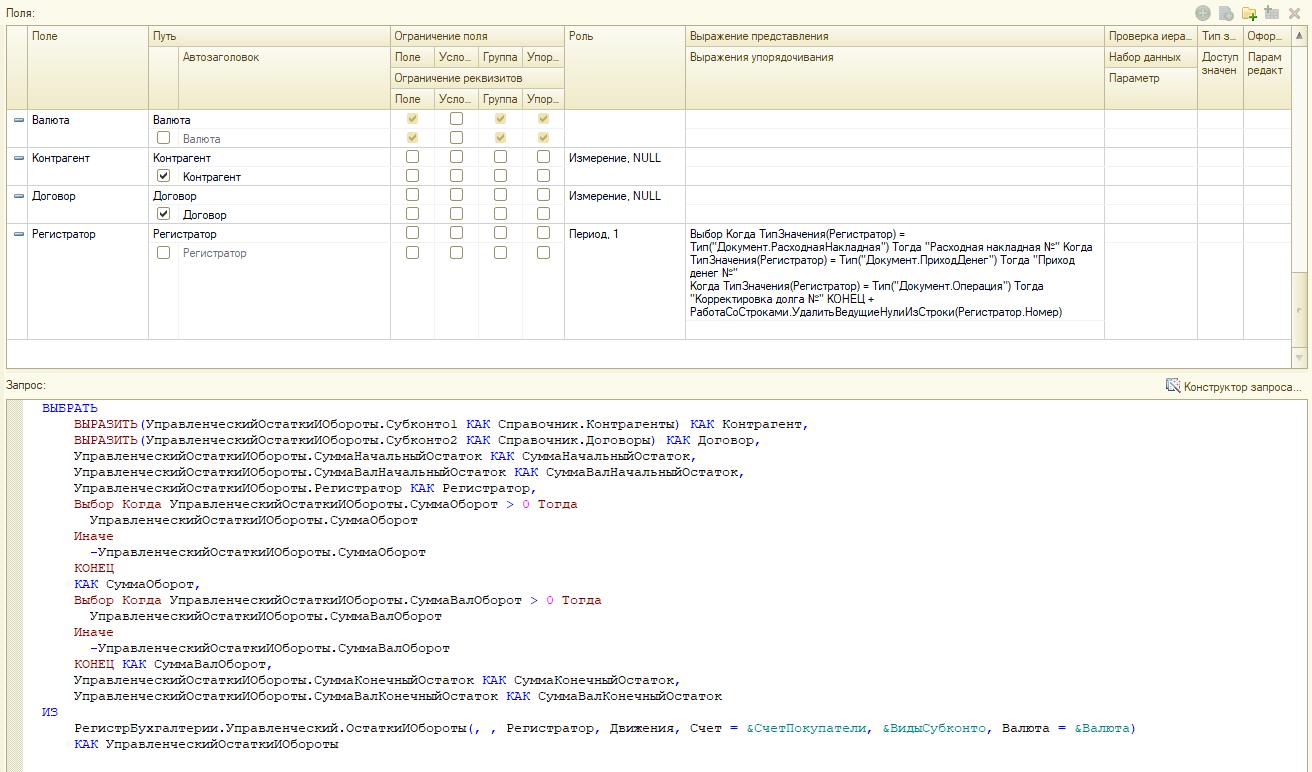 Поля:
Поле
Путь
Ограничение поля
Роль
Выражение представления
Проверка иера...
Тип з...
Офор...
Автозаголовок
Поле
Усло...
Группа
Упор...
Выражения упорядочивания
Набор данных
Доступ
значен
Парам
редакт
Ограничение реквизитов
Параметр
Поле
Усло...
Группа
Упор...
Валюта
Валюта
Валюта
Контрагент
Контрагент
Измерение, NULL
Контрагент
Договор
Договор
Измерение, NULL
Договор
Регистратор
Регистратор
Период, 1
Регистратор
Выбор Когда ТипЗначения(Регистратор) =
Тип("Документ.РасходнаяНакладная") Тогда "Расходная накладная №" Когда
ТипЗначения(Регистратор) = Тип("Документ.ПриходДенег") Тогда "Приход
денег №"
Когда ТипЗначения(Регистратор) = Тип("Документ.Операция") Тогда
"Корректировка долга №" КОНЕЦ +
РаботаСоСтроками.УдалитьВедущиеНулиИзСтроки(Регистратор.Номер)
Запрос:
Конструктор запроса...
ВЫБРАТЬ
ВЫРАЗИТЬ(УправленческийОстаткиИОбороты.Субконто1 КАК Справочник.Контрагенты) КАК Контрагент,
ВЫРАЗИТЬ(УправленческийОстаткиИОбороты.Субконто2 КАК Справочник.Договоры) КАК Договор,
УправленческийОстаткиИОбороты.СуммаНачальныйОстаток КАК СуммаНачальныйОстаток,
УправленческийОстаткиИОбороты.СуммаВалНачальныйОстаток КАК СуммаВалНачальныйОстаток,
УправленческийОстаткиИОбороты.Регистратор КАК Регистратор,
Выбор Когда УправленческийОстаткиИОбороты.СуммаОборот > 0 Тогда
УправленческийОстаткиИОбороты.СуммаОборот
Иначе
-УправленческийОстаткиИОбороты.СуммаОборот
КОНЕЦ
КАК СуммаОборот,
Выбор Когда УправленческийОстаткиИОбороты.СуммаВалОборот > 0 Тогда
УправленческийОстаткиИОбороты.СуммаВалОборот
Иначе
-УправленческийОстаткиИОбороты.СуммаВалОборот
КОНЕЦ КАК СуммаВалОборот,
УправленческийОстаткиИОбороты.СуммаКонечныйОстаток КАК СуммаКонечныйОстаток,
УправленческийОстаткиИОбороты.СуммаВалКонечныйОстаток КАК СуммаВалКонечныйОстаток
ИЗ
РегистрБухгалтерии.Управленческий.ОстаткиИОбороты(, , Регистратор, Движения, Счет = &СчетПокупатели, &ВидыСубконто, Валюта = &Валюта)
КАК УправленческийОстаткиИОбороты